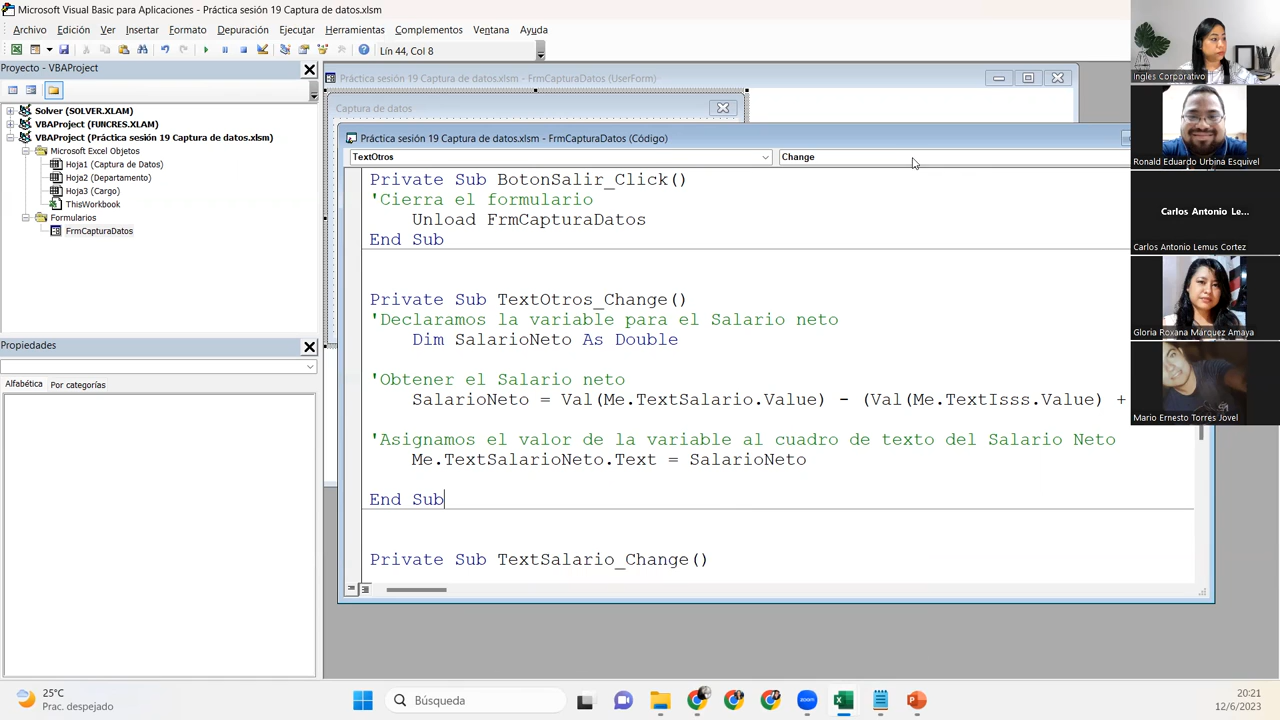 Microsoft Visual Basic para Aplicaciones - Práctica sesión 19 Captura de datos.xlsm
Archivo Edición Ver Insertar Formato Depuración Ejecutar Herramientas Complementos Ventana Ayuda
Lín 44, Col 8
Proyecto - VBAProject
Solver (SOLVER.XLAM)
VBAProject (FUNCRES.XLAM)
VBAProject (Práctica sesión 19 Captura de datos.xlsm)
Microsoft Excel Objetos
Hoja1 (Captura de Datos)
Hoja2 (Departamento)
Hoja3 (Cargo)
ThisWorkbook
Formularios
FrmCapturaDatos
Propiedades
Alfabética Por categorías
Práctica sesión 19 Captura de datos.xlsm - FrmCapturaDatos (UserForm)
Captura de datos
Práctica sesión 19 Captura de datos.xlsm - FrmCapturaDatos (Código)
TextOtros Change
Private Sub BotonSalir_Click()
'Cierra el formulario
Unload FrmCapturaDatos
End Sub
Private Sub TextOtros_Change()
'Declaramos la variable para el Salario neto
Dim SalarioNeto As Double
'Obtener el Salario neto
SalarioNeto = Val(Me.TextSalario.Value) - (Val(Me.TextIsss.Value) +
'Asignamos el valor de la variable al cuadro de texto del Salario Neto
Me.TextSalarioNeto.Text = SalarioNeto
End Sub
Private Sub TextSalario_Change()
Ingles Corporativo
Ronald Eduardo Urbina Esquivel
Carlos Antonio Le...
Carlos Antonio Lemus Cortez
Gloria Roxana Marquez Amaya
Mario Ernesto Torres Jovel
25°C
Prac. despejado
Búsqueda
zoom
20:21
12/6/2023